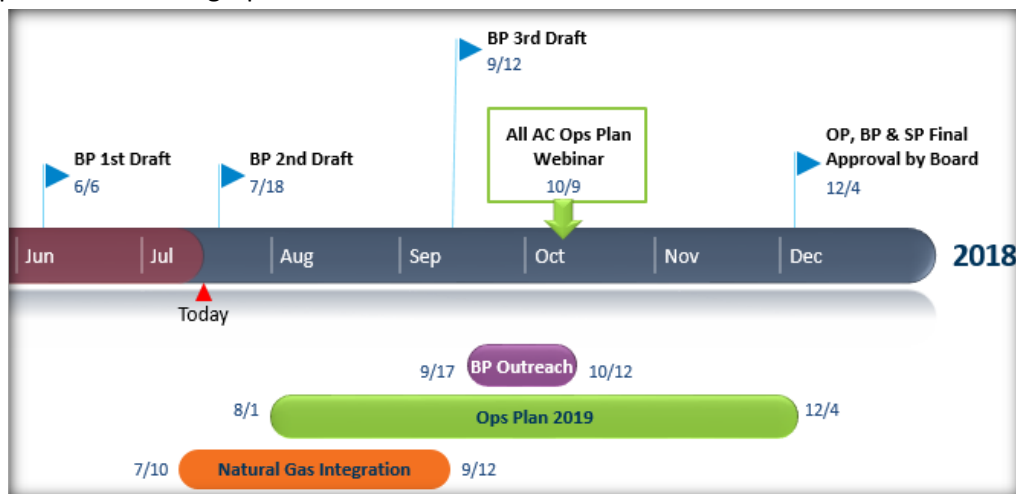 BP 3rd Draft
9/12
All AC Ops Plan
Webinar
10/9
BP 1st Draft
6/6
BP 2nd Draft
7/18
OP, BP & SP Final
Approval by Board
12/4
Jun Jul Aug Sep Oct Nov Dec 2018
Today
9/17 BP Outreach 10/12
8/1 Ops Plan 2019 12/4
7/10 Natural Gas Integration 9/12